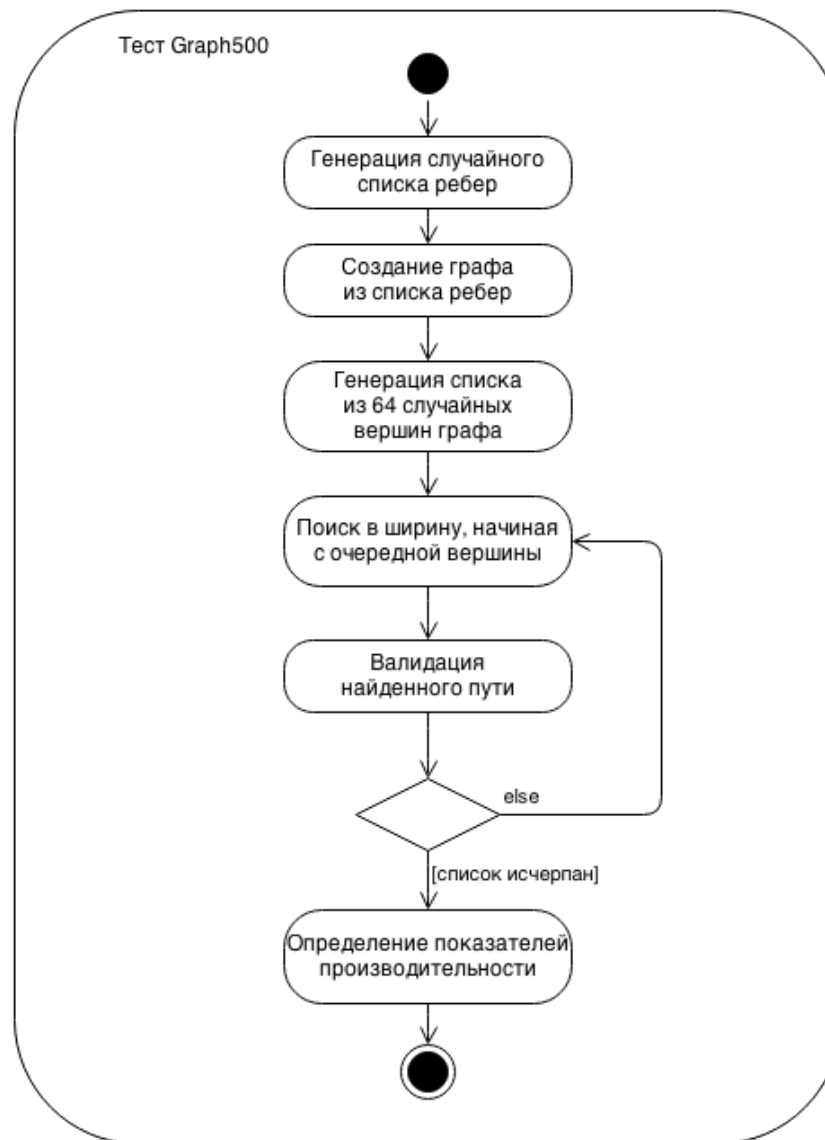 Тест Graph500
Генерация случайного
списка ребер
Создание графа
из списка ребер
Генерация списка
из 64 случайных
вершин графа
Поиск в ширину, начиная
с очередной вершины
Валидация
найденного пути
else
[список исчерпан]
Определение показателей
производительности